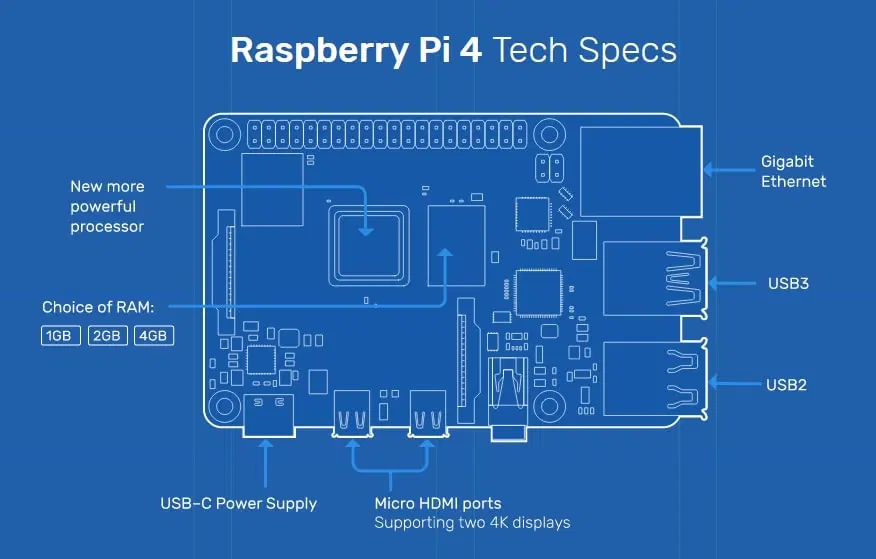 Raspberry Pi 4 Tech Specs
Gigabit
Ethernet
New more
powerful
processor
USB3
Choice of RAM:
1GB 2GB 4GB
USB2
USB-C Power Supply
Micro HDMI ports
Supporting two 4K displays